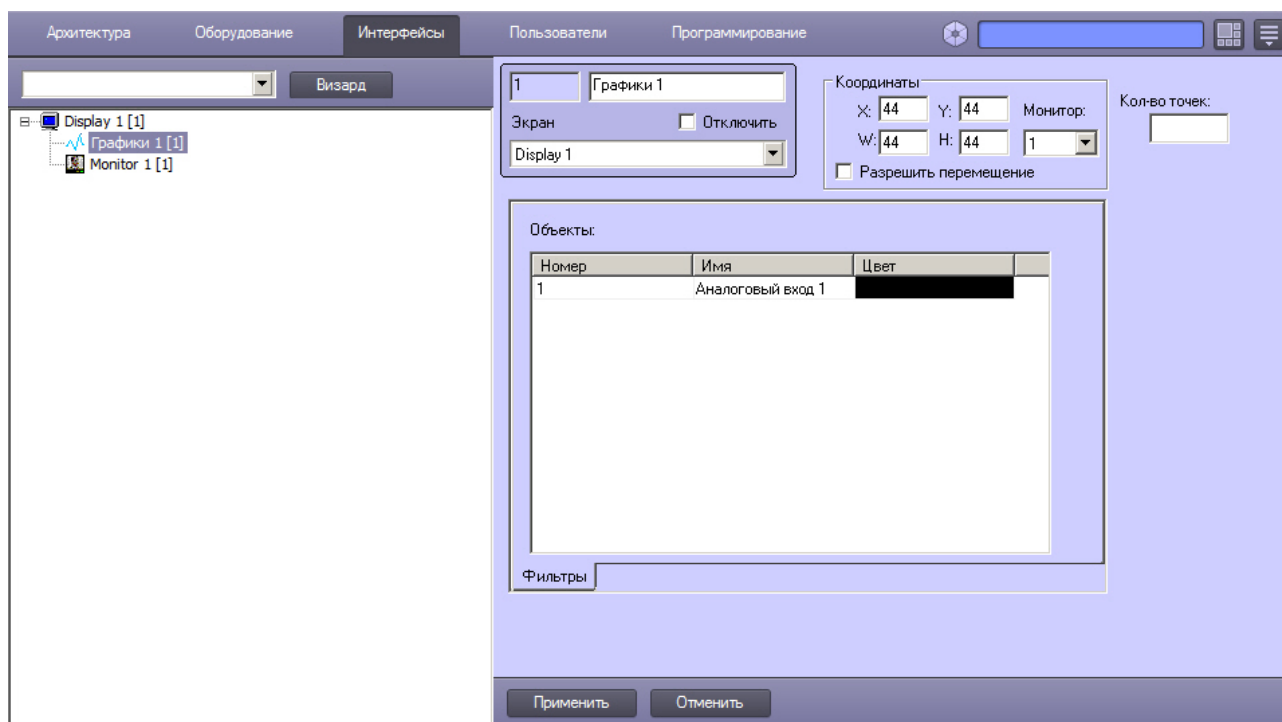 Архитектура Оборудование Интерфейсы Пользователи Программирование
Визард
Display 1 [1]
Графики 1 [1]
Monitor 1 [1]
1 Графики 1
Экран Отключить
Display 1
Координаты
X: 44 Y: 44 Монитор:
W: 44 H: 44 1
Разрешить перемещение
Кол-во точек:
Объекты:
Номер Имя Цвет
1 Аналоговый вход 1
Фильтры
Применить Отменить